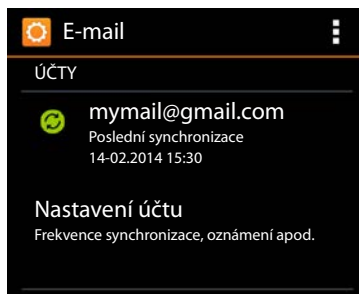 E-mail
ÚČTY
mymail@gmail.com
Poslední synchronizace
14-02.2014 15:30
Nastavení účtu
Frekvence synchronizace, oznámení apod.